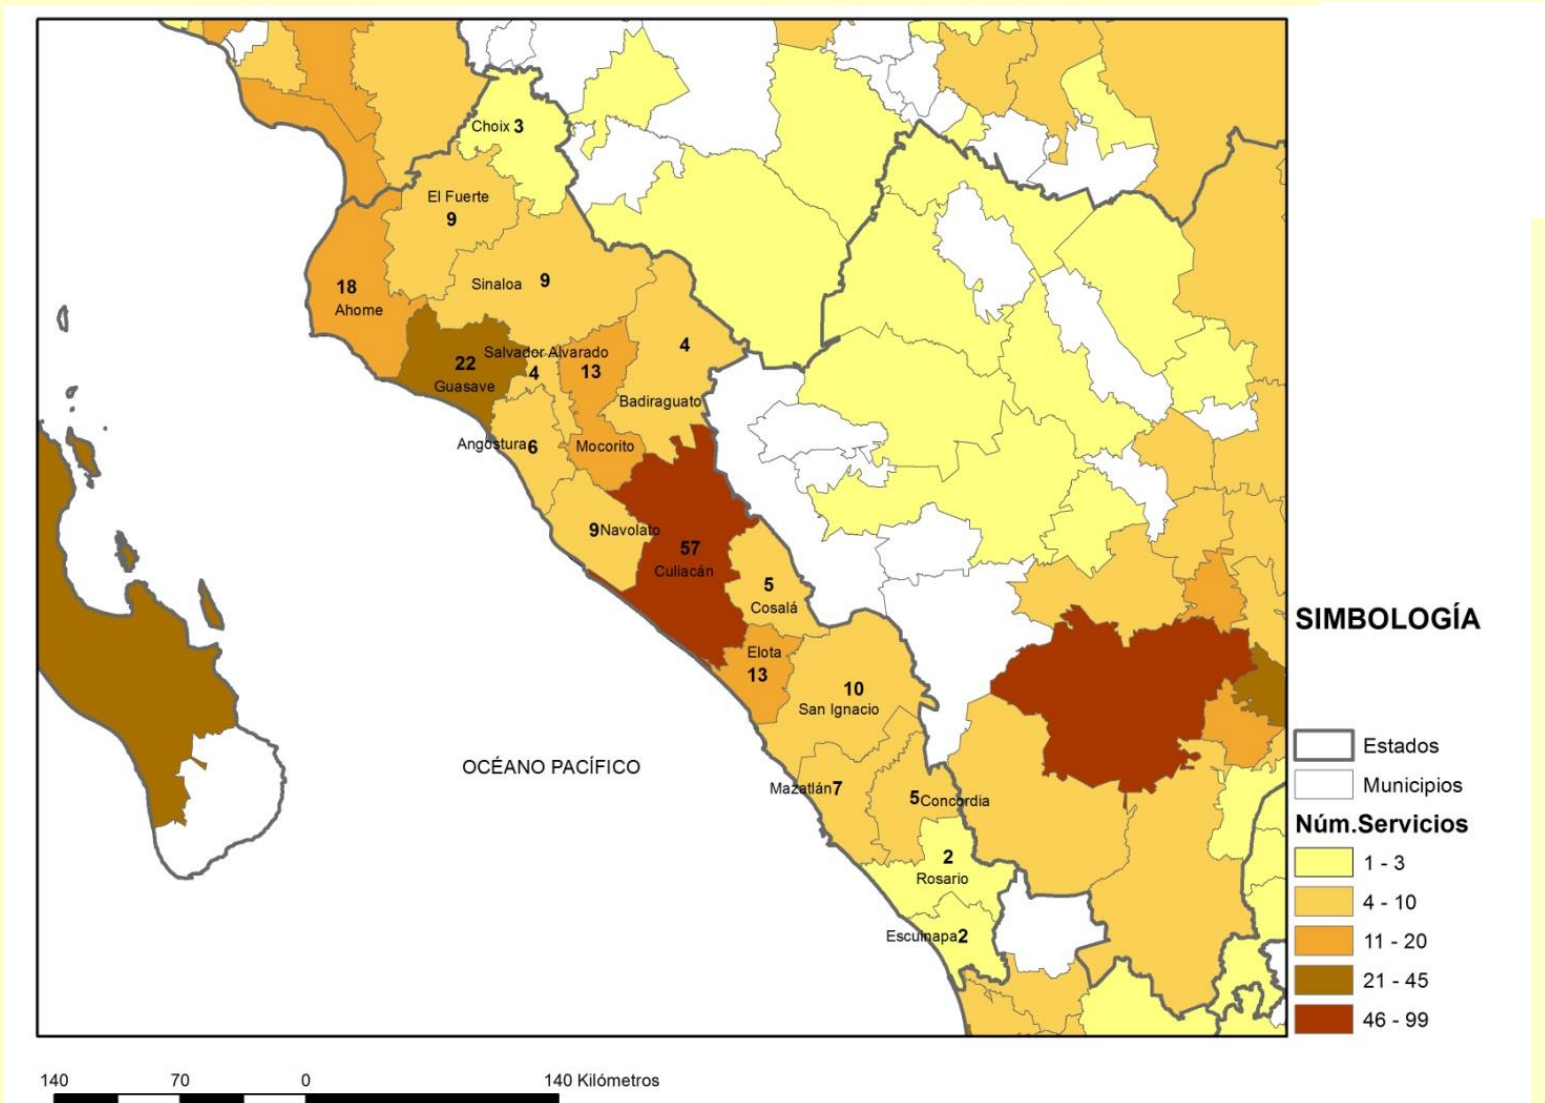 Choix 3
El Fuerte
9
Sinaloa 9
18
Ahome
Salvador Alvarado
22
4
13
4
Guasave
Badiraguato
Angostura 6
Mocorito
9 Navolato
57
Culiacán
5
Cosalá
Elota
13
10
San Ignacio
OCÉANO PACÍFICO
Mazatlán 7
5 Concordia
2
Rosario
Escuinapa 2
SIMBOLOGÍA
Estados
Municipios
Núm.Servicios
1 - 3
4 - 10
11 - 20
21 - 45
46 - 99
140 70 0 140 Kilómetros